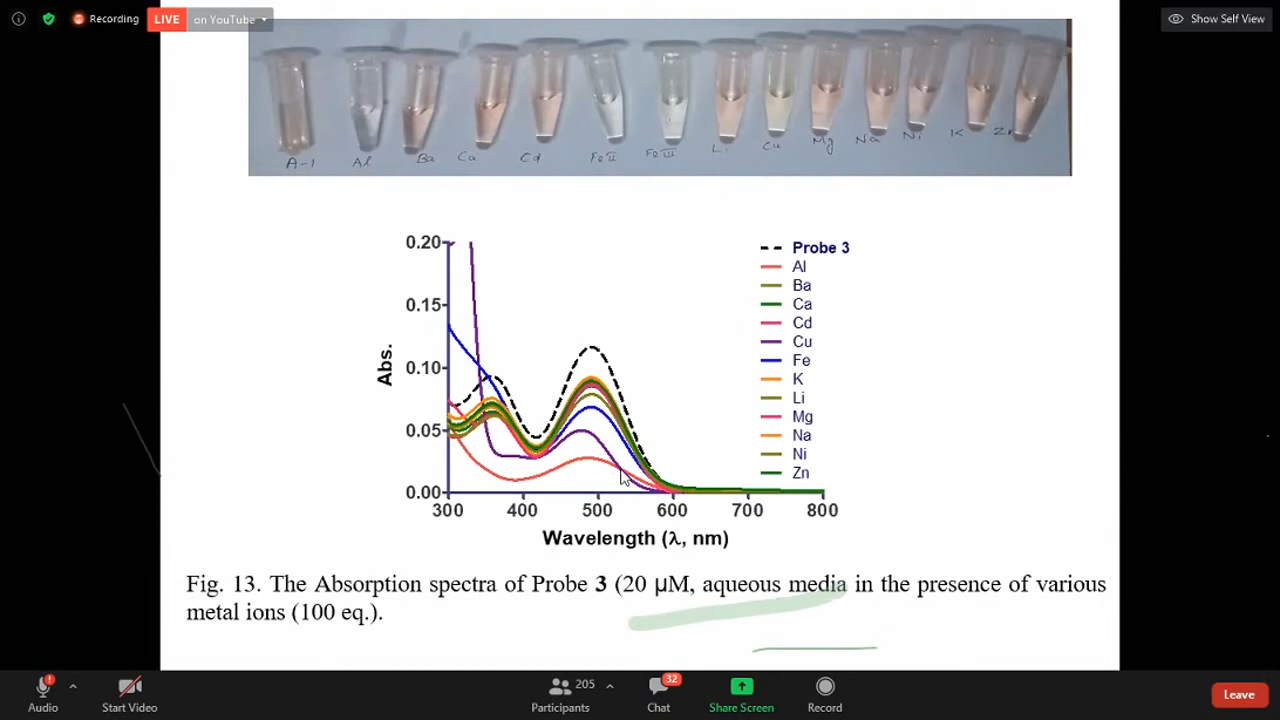 Recording
LIVE on YouTube
Show Self View
A-1 Al Ba Ca Cd Fe II Fe III Li Cu Mg Na Ni K Zn
0.20
0.15
0.10
0.05
0.00
Abs.
300 400 500 600 700 800
Wavelength (λ, nm)
Probe 3
Al
Ba
Ca
Cd
Cu
Fe
K
Li
Mg
Na
Ni
Zn
Fig. 13. The Absorption spectra of Probe 3 (20 μM, aqueous media in the presence of various
metal ions (100 eq.).
Audio
Start Video
205
Participants
32
Chat
Share Screen
Record
Leave